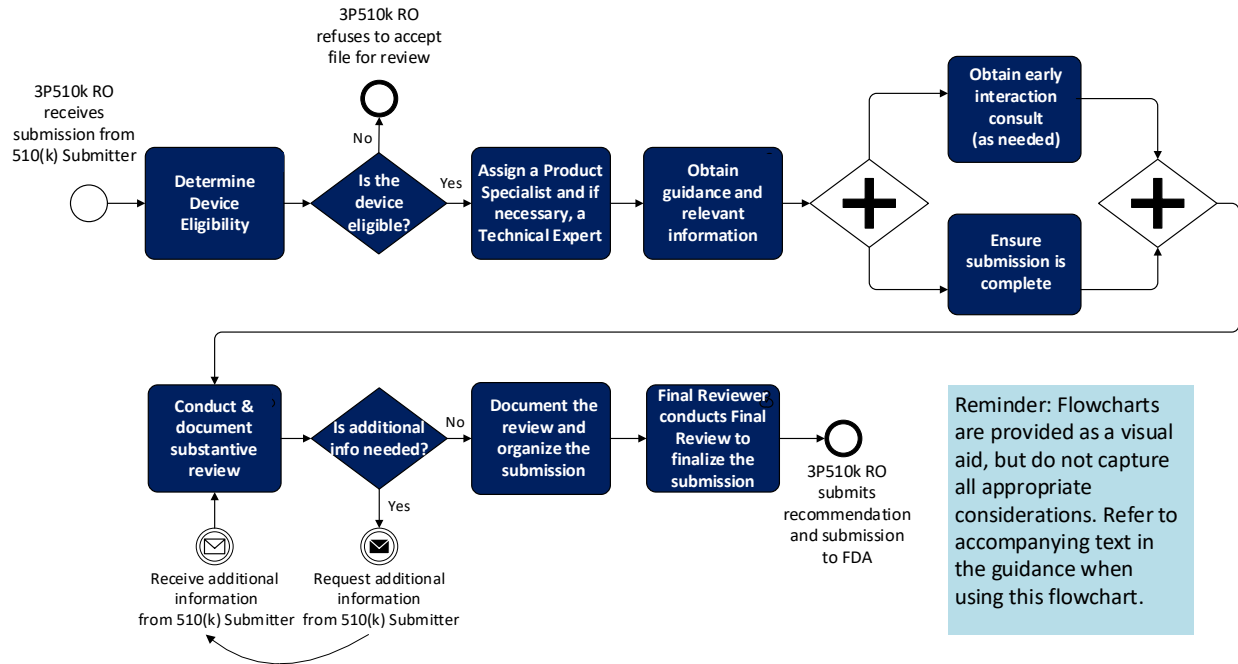 3P510k RO
refuses to accept
file for review
3P510k RO
receives
submission from
510(k) Submitter
Determine
Device
Eligibility
No
Is the
device
eligible?
Yes
Assign a Product
Specialist and if
necessary, a
Technical Expert
Obtain
guidance and
relevant
information
Obtain early
interaction
consult
(as needed)
Ensure
submission is
complete
Conduct &
document
substantive
review
Is additional
info needed?
No
Yes
Document the
review and
organize the
submission
Final Reviewer
conducts Final
Review to
finalize the
submission
3P510k RO
submits
recommendation
and submission
to FDA
Receive additional
information
from 510(k) Submitter
Request additional
information
from 510(k) Submitter
Reminder: Flowcharts
are provided as a visual
aid, but do not capture
all appropriate
considerations. Refer to
accompanying text in
the guidance when
using this flowchart.